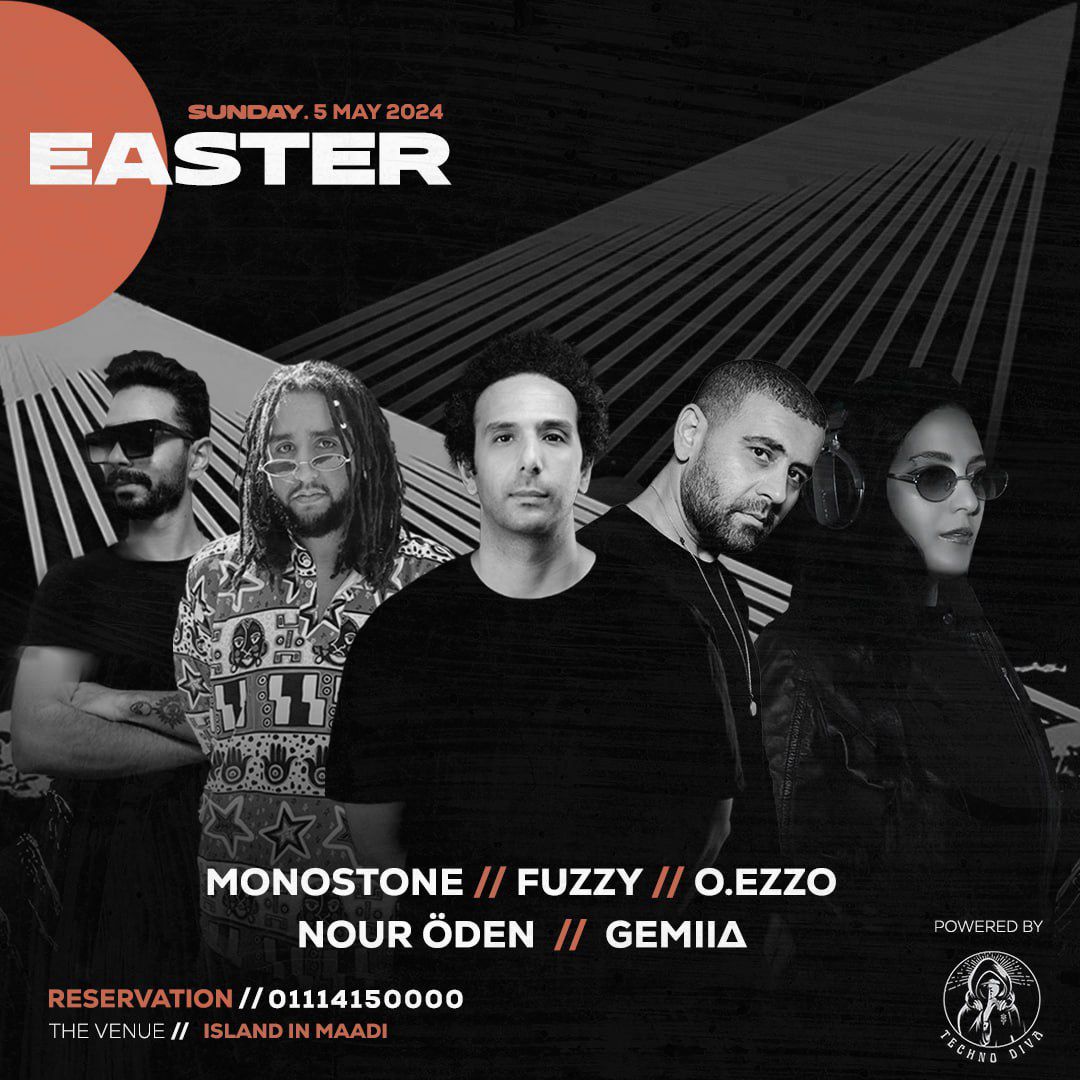 SUNDAY. 5 MAY 2024
EASTER
MONOSTONE // FUZZY // O.EZZO
NOUR ÖDEN // GEMIIΔ
POWERED BY
TECHNO DIVA
RESERVATION // 01114150000
THE VENUE // ISLAND IN MAADI